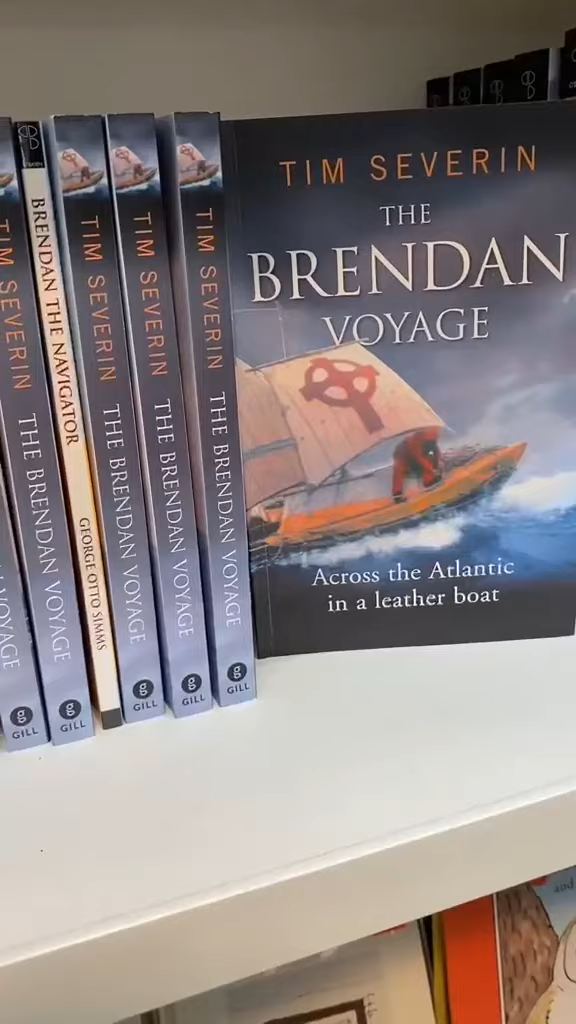 TIM SEVERIN
THE
BRENDAN
VOYAGE
Across the Atlantic
in a leather boat
TIM SEVERIN THE BRENDAN VOYAGE
g
GILL
TIM SEVERIN THE BRENDAN VOYAGE
g
GILL
TIM SEVERIN THE BRENDAN VOYAGE
g
GILL
BRENDAN THE NAVIGATOR GEORGE OTTO SIMMS
TIM SEVERIN THE BRENDAN VOYAGE
g
GILL
VOYAGE
g
GILL